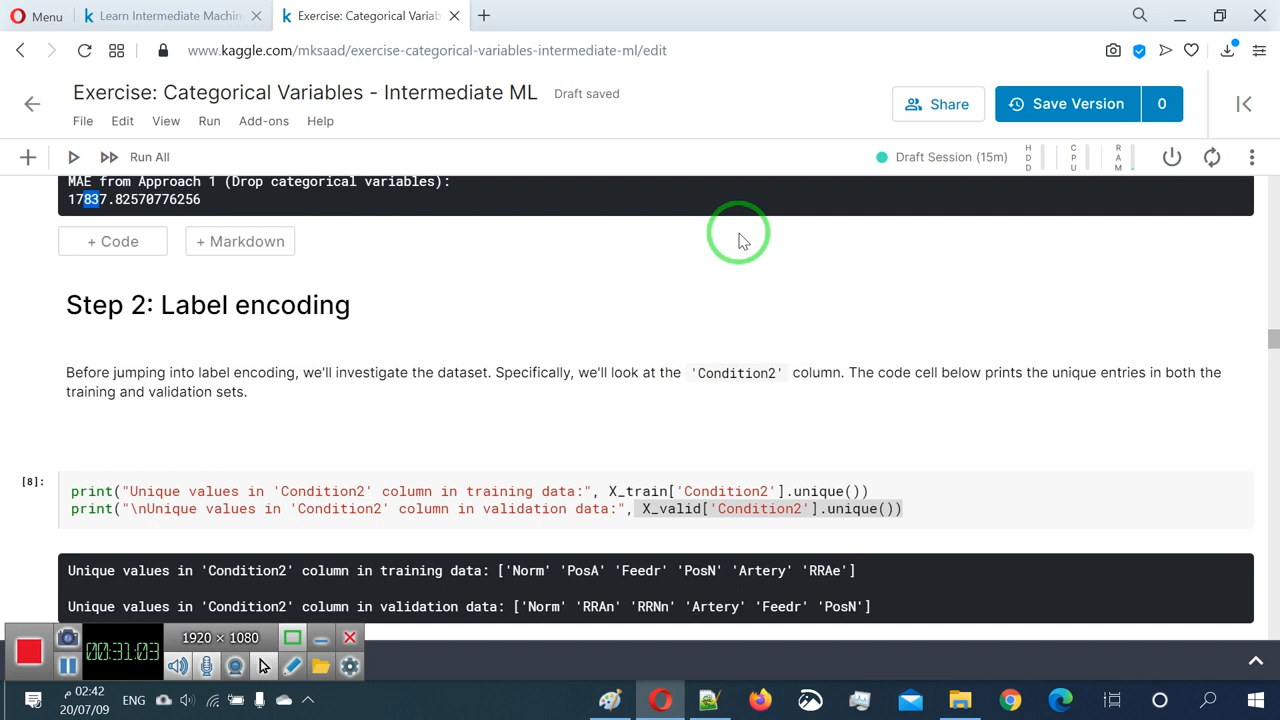 Menu
Learn Intermediate Machin
Exercise: Categorical Variab
www.kaggle.com/mksaad/exercise-categorical-variables-intermediate-ml/edit
Exercise: Categorical Variables - Intermediate ML
Draft saved
Share
Save Version
0
File
Edit
View
Run
Add-ons
Help
Run All
Draft Session (15m)
HDD
CPU
RAM
MAE from Approach 1 (Drop categorical variables):
17837.82570776256
+ Code
+ Markdown
Step 2: Label encoding
Before jumping into label encoding, we'll investigate the dataset. Specifically, we'll look at the 'Condition2' column. The code cell below prints the unique entries in both the
training and validation sets.
[8]:
print("Unique values in 'Condition2' column in training data:", X_train['Condition2'].unique())
print("\nUnique values in 'Condition2' column in validation data:", X_valid['Condition2'].unique())
Unique values in 'Condition2' column in training data: ['Norm' 'PosA' 'Feedr' 'PosN' 'Artery' 'RRAe']
Unique values in 'Condition2' column in validation data: ['Norm' 'RRAn' 'RRNn' 'Artery' 'Feedr' 'PosN']
1920 × 1080
00:31:03
02:42 م
20/07/09
ENG